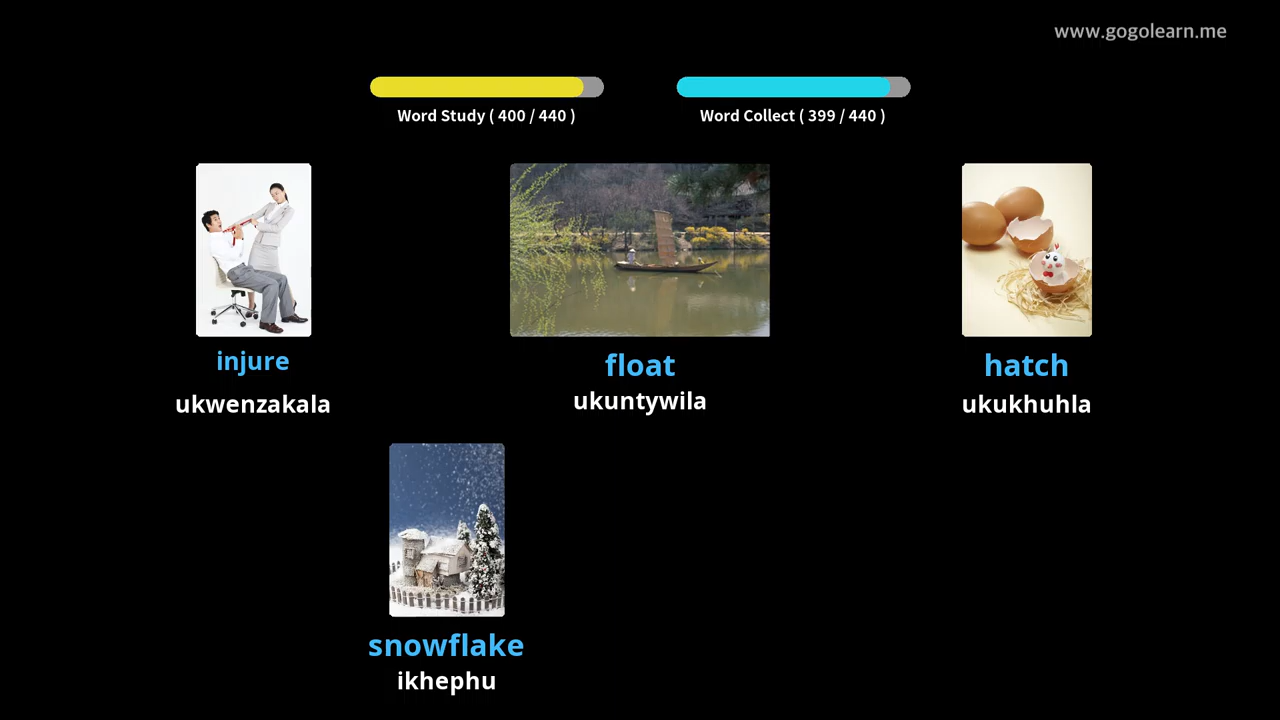 www.gogolearn.me
Word Study ( 400 / 440 )
Word Collect ( 399 / 440 )
injure
ukwenzakala
float
ukuntywila
hatch
ukukhuhla
snowflake
ikhephu